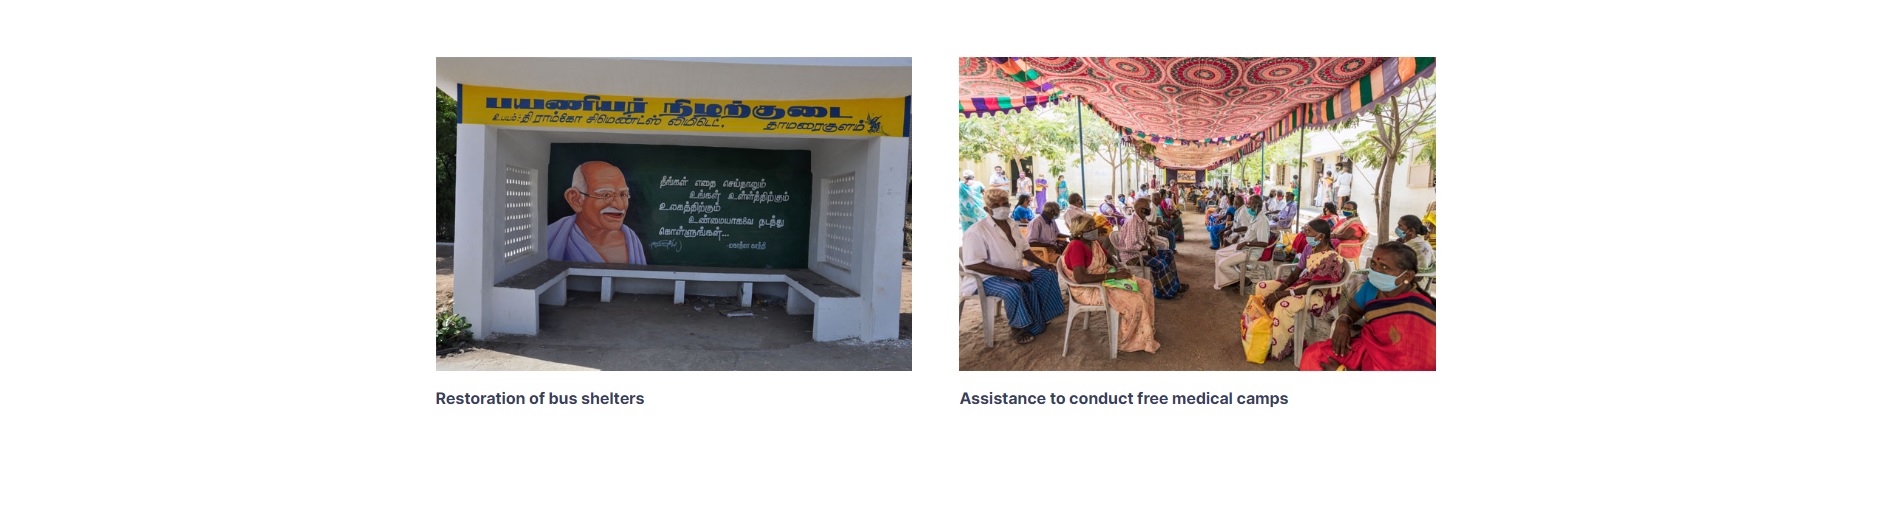 பயணியர் நிழற்குடை
உபயம்: தி ராம்கோ சிமெண்ட்ஸ் லிமிடெட். தாமரைகுளம்
நீங்கள் எதை செய்தாலும்
உங்கள் உள்ளத்திற்கும்
உலகத்திற்கும்
உண்மையாகவே நடந்து
கொள்ளுங்கள்...
-மகாத்மா காந்தி
Restoration of bus shelters
Assistance to conduct free medical camps